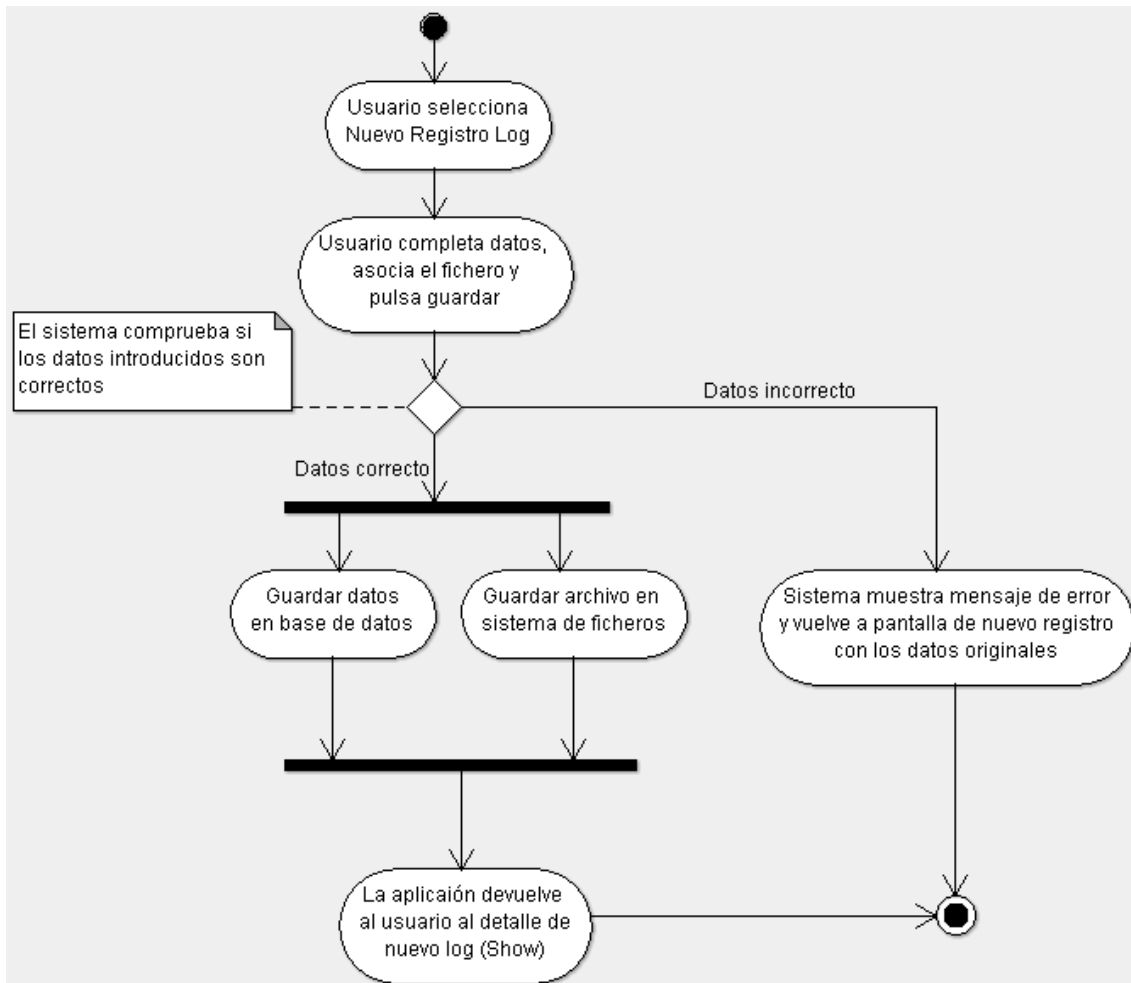 Usuario selecciona
Nuevo Registro Log
Usuario completa datos,
asocia el fichero y
pulsa guardar
El sistema comprueba si
los datos introducidos son
correctos
Datos incorrecto
Datos correcto
Guardar datos
en base de datos
Guardar archivo en
sistema de ficheros
Sistema muestra mensaje de error
y vuelve a pantalla de nuevo registro
con los datos originales
La aplicaión devuelve
al usuario al detalle de
nuevo log (Show)